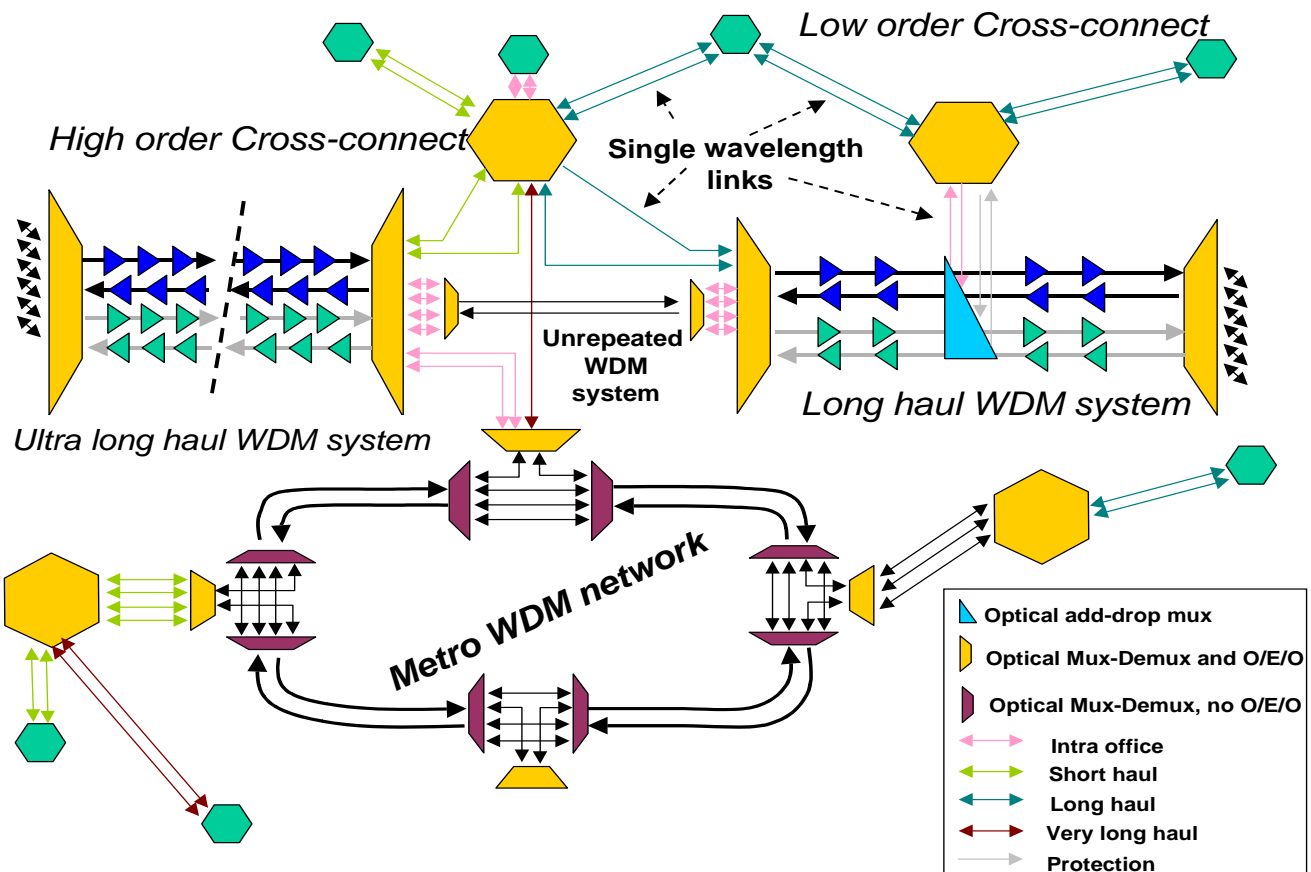 Low order Cross-connect
High order Cross-connect
Single wavelength
links
Unrepeated
WDM
system
Long haul WDM system
Ultra long haul WDM system
Metro WDM network
Optical add-drop mux
Optical Mux-Demux and O/E/O
Optical Mux-Demux, no O/E/O
Intra office
Short haul
Long haul
Very long haul
Protection